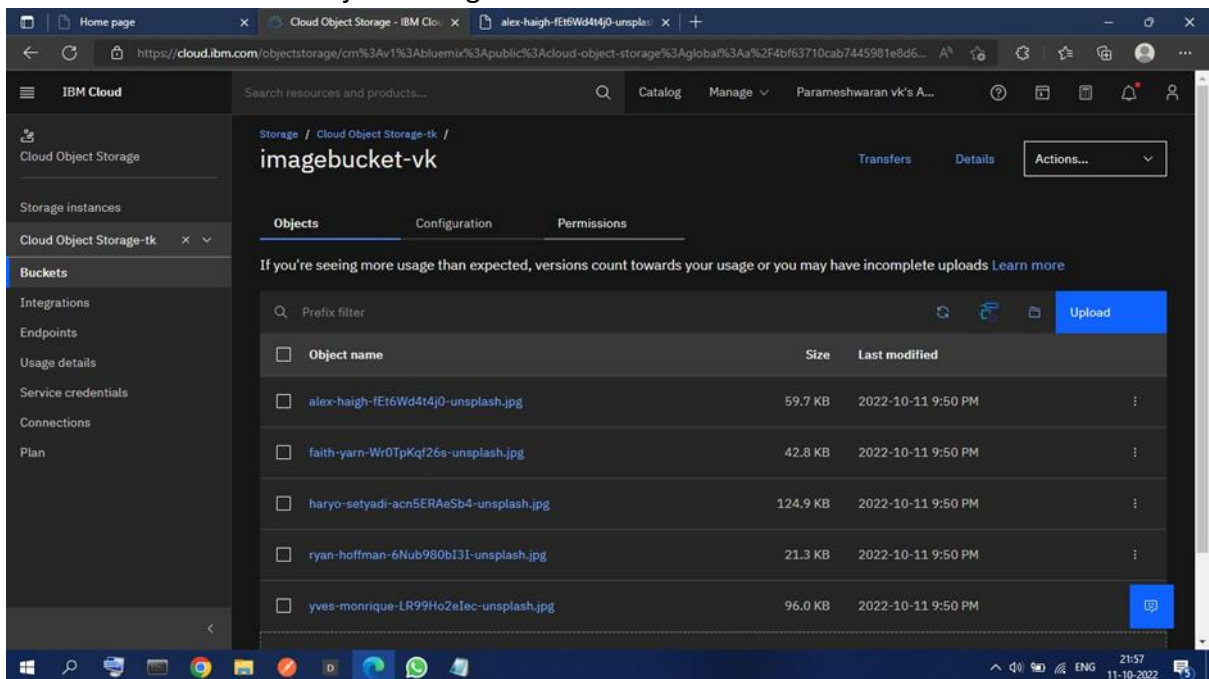 Home page
Cloud Object Storage - IBM Clou
alex-haigh-fEt6Wd4t4j0-unsplas
https://cloud.ibm.com/objectstorage/crn%3Av1%3Abluemix%3Apublic%3Acloud-object-storage%3Aglobal%3Aa%2F4bf63710cab7445981e8d6...
IBM Cloud
Search resources and products...
Catalog
Manage
Parameshwaran vk's A...
Cloud Object Storage
Storage instances
Cloud Object Storage-tk
Buckets
Integrations
Endpoints
Usage details
Service credentials
Connections
Plan
Storage / Cloud Object Storage-tk /
imagebucket-vk
Transfers
Details
Actions...
Objects
Configuration
Permissions
If you're seeing more usage than expected, versions count towards your usage or you may have incomplete uploads Learn more
Prefix filter
Upload
Object name Size Last modified
alex-haigh-fEt6Wd4t4j0-unsplash.jpg 59.7 KB 2022-10-11 9:50 PM
faith-yarn-Wr0TpKqf26s-unsplash.jpg 42.8 KB 2022-10-11 9:50 PM
haryo-setyadi-acn5ERAeSb4-unsplash.jpg 124.9 KB 2022-10-11 9:50 PM
ryan-hoffman-6Nub980bI3I-unsplash.jpg 21.3 KB 2022-10-11 9:50 PM
yves-monrique-LR99Ho2eIec-unsplash.jpg 96.0 KB 2022-10-11 9:50 PM
ENG
21:57
11-10-2022